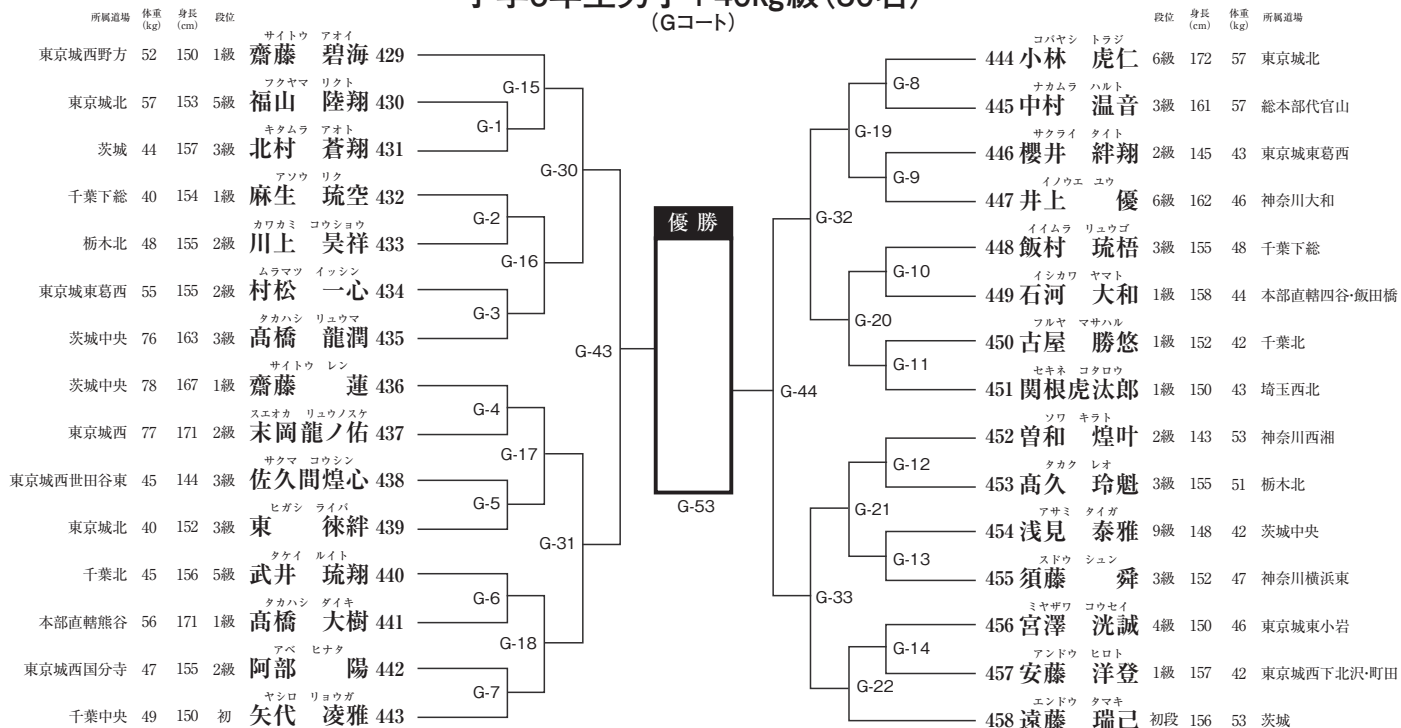 小学6年生男子+40kg級(30名)
(Gコート)
所属道場 体重(kg) 身長(cm) 段位
サイトウ アオイ
東京城西野方 52 150 1級 齋藤 碧海 429
フクヤマ リクト
東京城北 57 153 5級 福山 陸翔 430
キタムラ アオト
茨城 44 157 3級 北村 蒼翔 431
アソウ リク
千葉下総 40 154 1級 麻生 琉空 432
カワカミ コウショウ
栃木北 48 155 2級 川上 昊祥 433
ムラマツ イッシン
東京城東葛西 55 155 2級 村松 一心 434
タカハシ リュウマ
茨城中央 76 163 3級 髙橋 龍潤 435
サイトウ レン
茨城中央 78 167 1級 齋藤 蓮 436
スエオカ リュウノスケ
東京城西 77 171 2級 末岡龍ノ佑 437
サクマ コウシン
東京城西世田谷東 45 144 3級 佐久間煌心 438
ヒガシ ライバ
東京城北 40 152 3級 東 徠絆 439
タケイ ルイト
千葉北 45 156 5級 武井 琉翔 440
タカハシ ダイキ
本部直轄熊谷 56 171 1級 髙橋 大樹 441
アベ ヒナタ
東京城西国分寺 47 155 2級 阿部 陽 442
ヤシロ リョウガ
千葉中央 49 150 初 矢代 凌雅 443
G-15
G-1
G-30
G-2
G-16
G-3
G-43
G-4
G-17
G-5
G-31
G-6
G-18
G-7
優勝
G-53
G-8
G-19
G-9
G-32
G-10
G-20
G-11
G-44
G-12
G-21
G-13
G-33
G-14
G-22
段位 身長(cm) 体重(kg) 所属道場
コバヤシ トラジ
444 小林 虎仁 6級 172 57 東京城北
ナカムラ ハルト
445 中村 温音 3級 161 57 総本部代官山
サクライ タイト
446 櫻井 絆翔 2級 145 43 東京城東葛西
イノウエ ユウ
447 井上 優 6級 162 46 神奈川大和
イイムラ リュウゴ
448 飯村 琉梧 3級 155 48 千葉下総
イシカワ ヤマト
449 石河 大和 1級 158 44 本部直轄四谷・飯田橋
フルヤ マサハル
450 古屋 勝悠 1級 152 42 千葉北
セキネ コタロウ
451 関根虎汰郎 1級 150 43 埼玉西北
ソワ キラト
452 曽和 煌叶 2級 143 53 神奈川西湘
タカク レオ
453 髙久 玲魁 3級 155 51 栃木北
アサミ タイガ
454 浅見 泰雅 9級 148 42 茨城中央
スドウ シュン
455 須藤 舜 3級 152 47 神奈川横浜東
ミヤザワ コウセイ
456 宮澤 洸誠 4級 150 46 東京城東小岩
アンドウ ヒロト
457 安藤 洋登 1級 157 42 東京城西下北沢・町田
エンドウ タマキ
458 遠藤 瑞己 初段 156 53 茨城